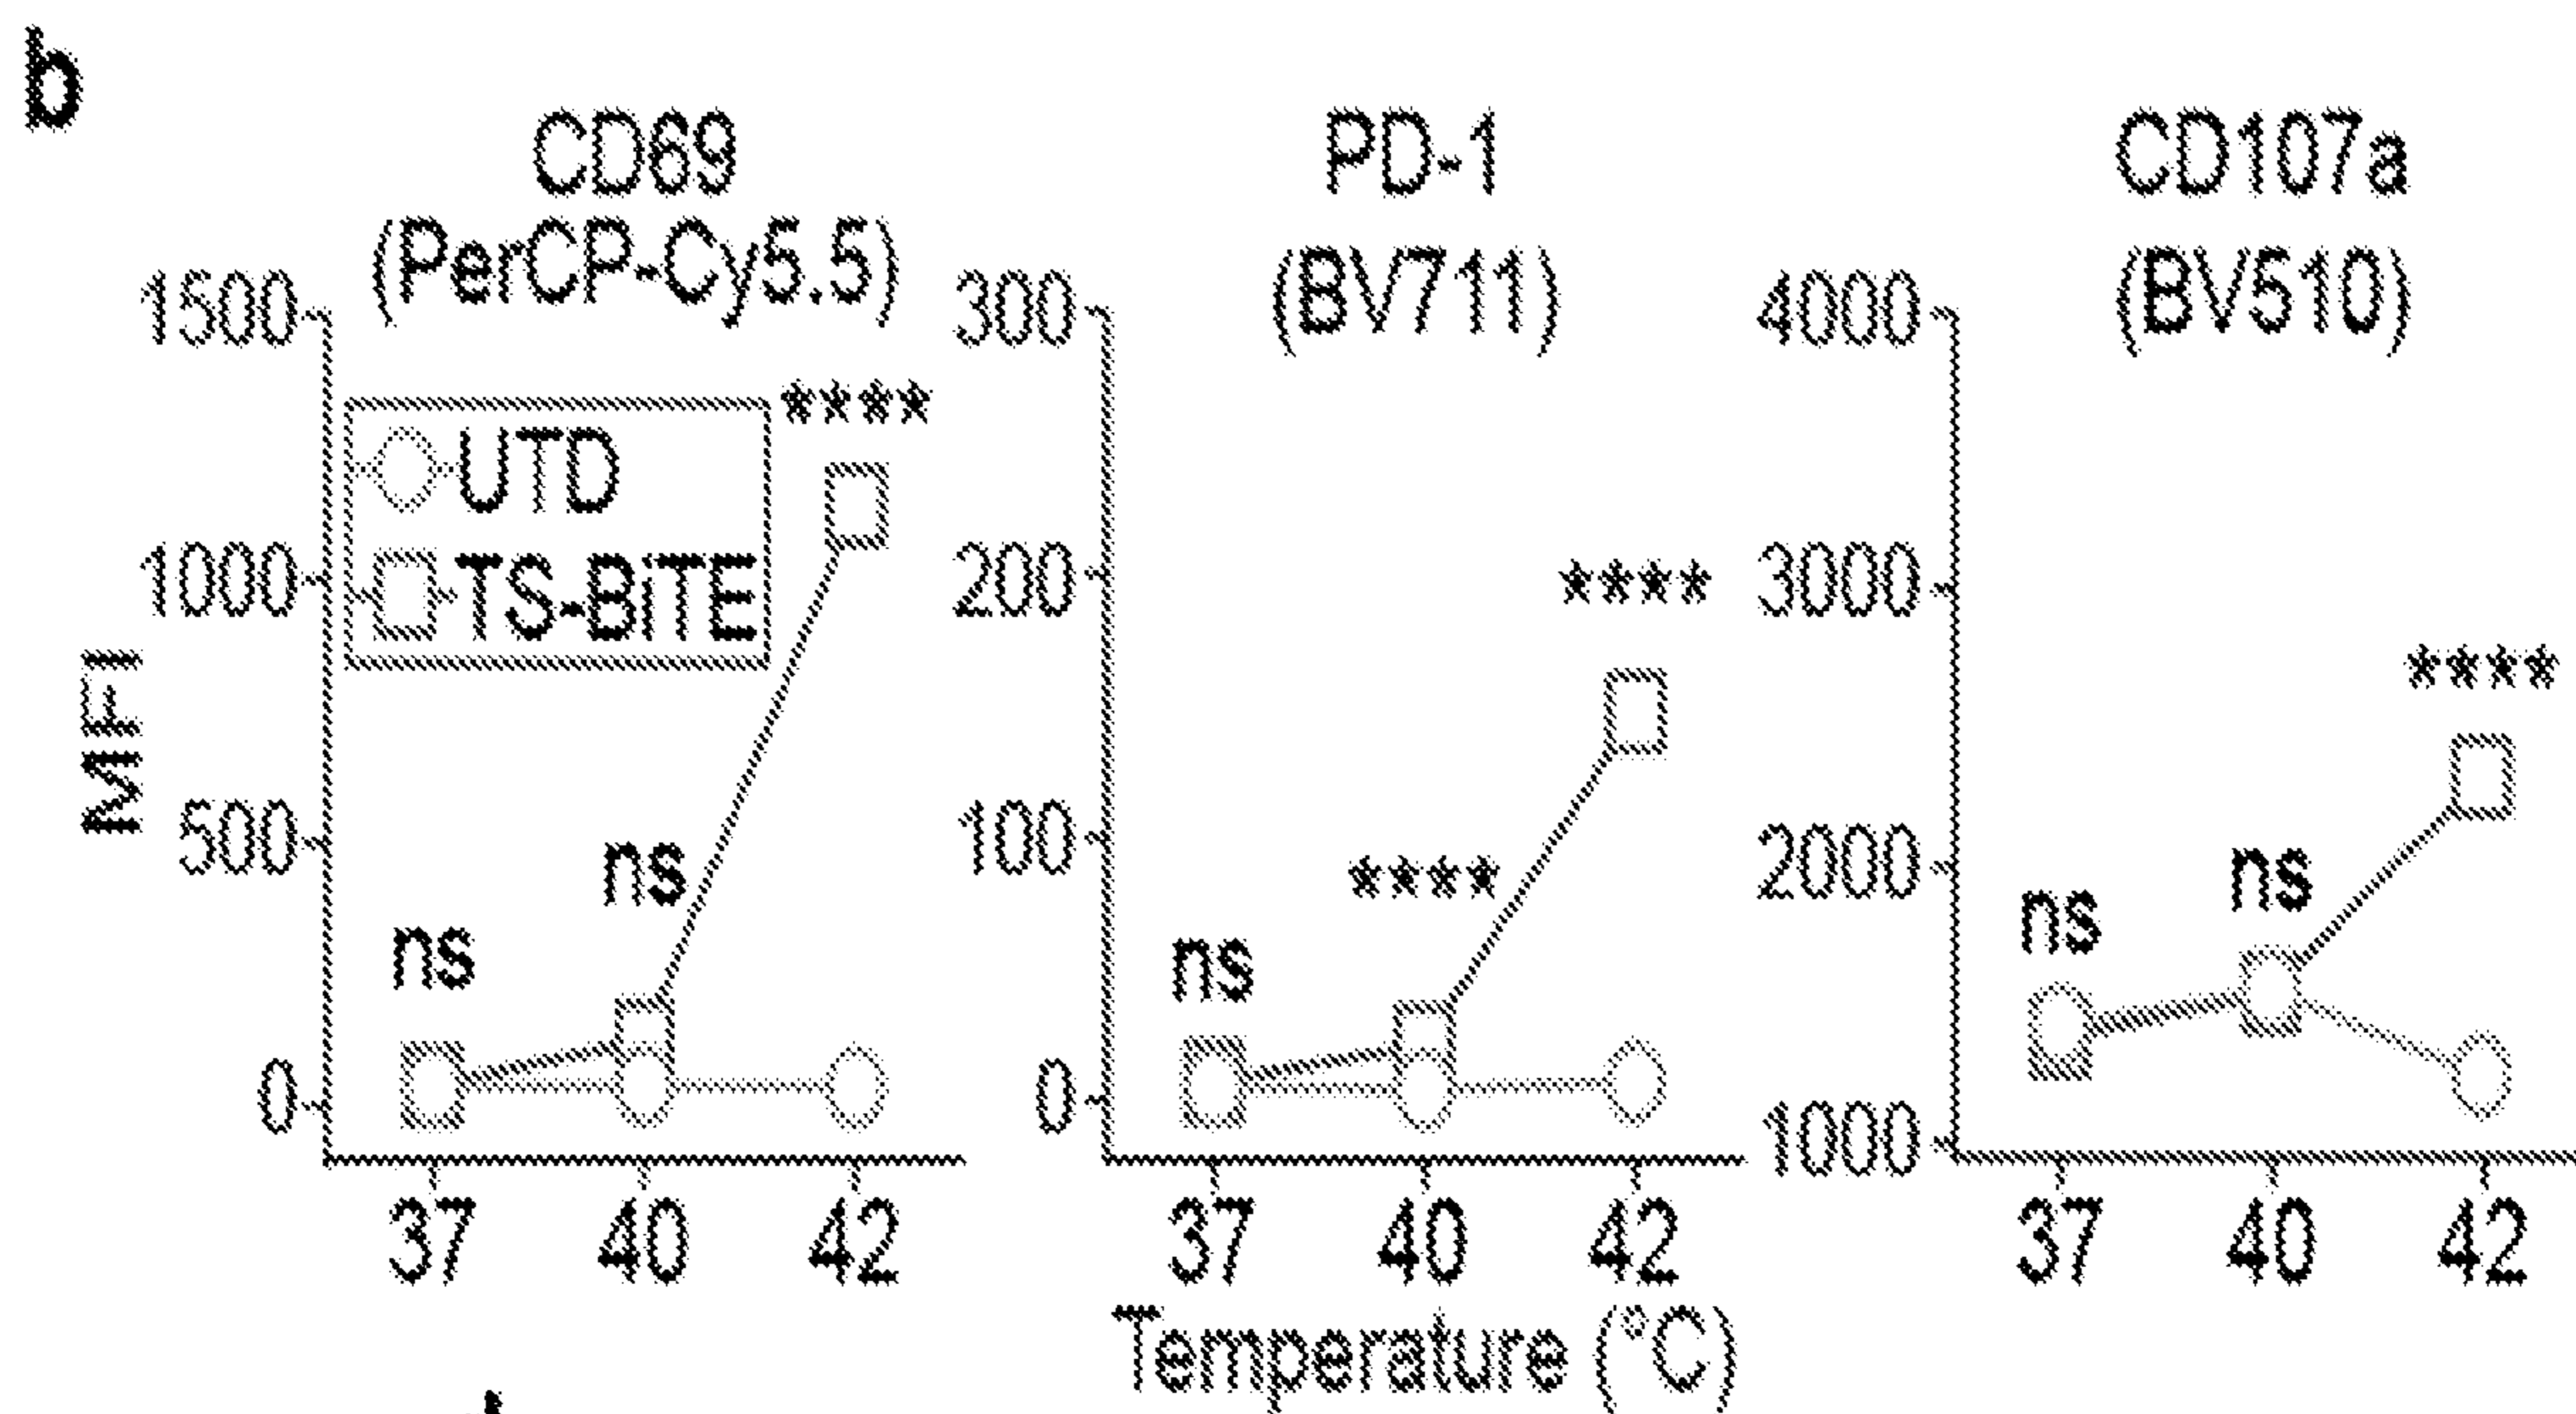 b
CD69
(PerCP-Cy5.5)
1500
1000
500
0
MFI
UTD
TS-BiTE
ns
ns
****
37
40
42
PD-1
(BV711)
300
200
100
0
ns
****
****
37
40
42
Temperature (°C)
CD107a
(BV510)
4000
3000
2000
1000
ns
ns
****
37
40
42